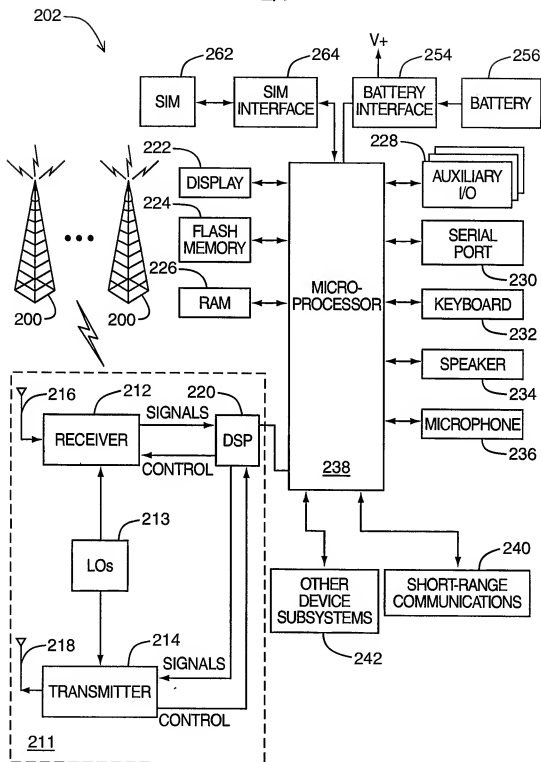 202
262
264
V+
254
256
SIM
SIM
INTERFACE
BATTERY
INTERFACE
BATTERY
222
DISPLAY
228
AUXILIARY
I/O
224
FLASH
MEMORY
SERIAL
PORT
230
226
RAM
MICRO-
PROCESSOR
238
KEYBOARD
232
200
200
SPEAKER
234
MICROPHONE
236
216
212
220
SIGNALS
RECEIVER
DSP
CONTROL
213
LOs
240
OTHER
DEVICE
SUBSYSTEMS
242
SHORT-RANGE
COMMUNICATIONS
218
214
SIGNALS
TRANSMITTER
CONTROL
211